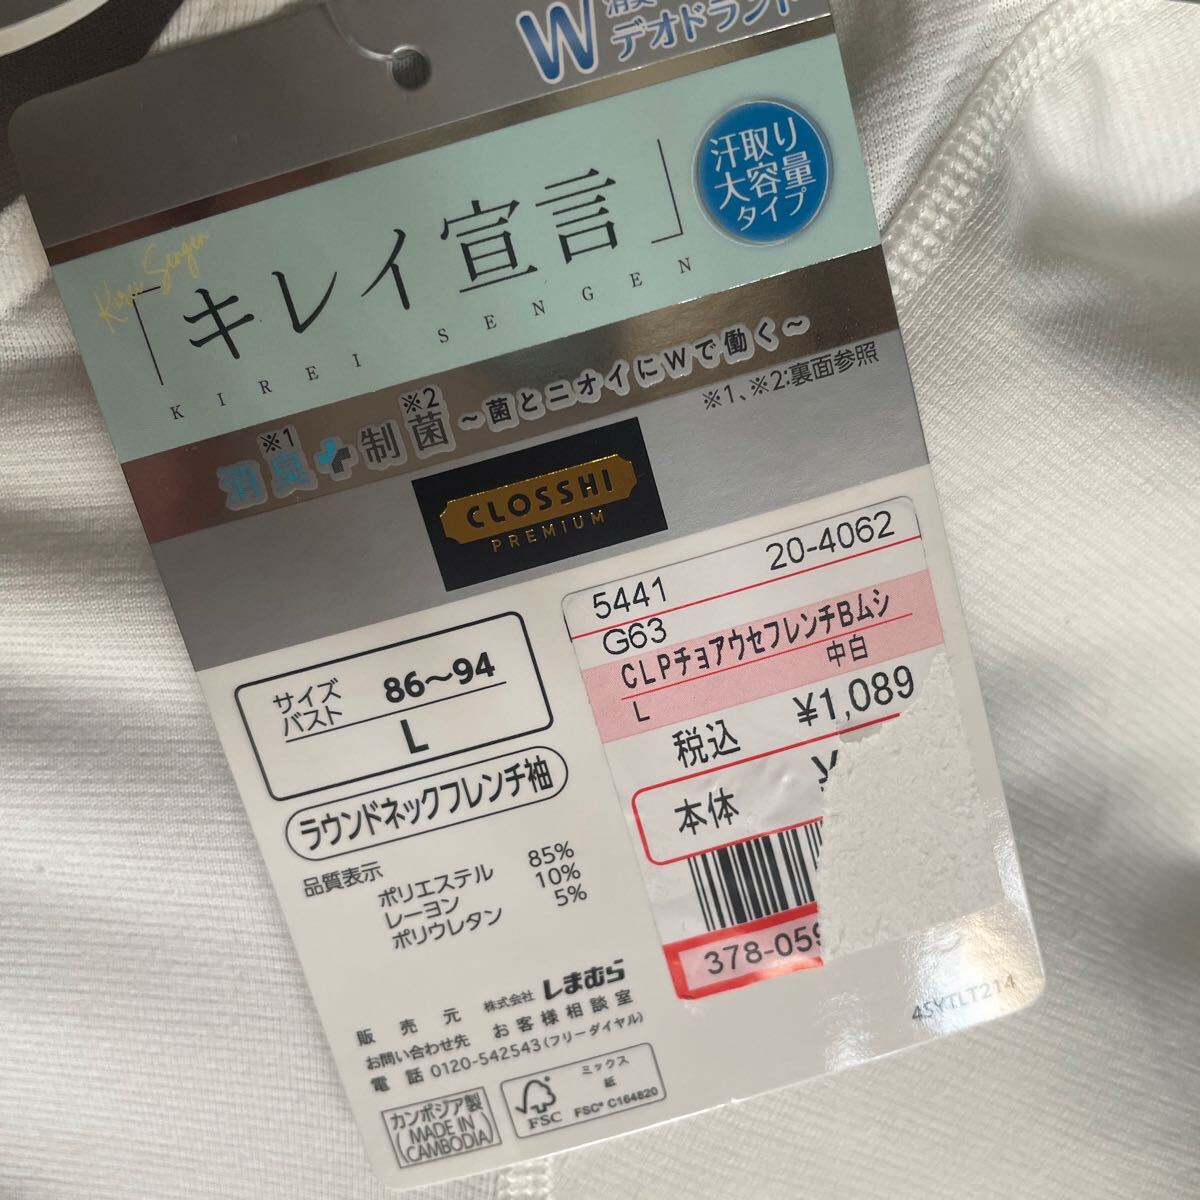 W
デオドラント
汗取り
大容量
タイプ
Kirei Sengen
「キレイ宣言」
KIREI SENGEN
※1 ※2
消臭+制菌 ~菌とニオイにWで働く~
※1、※2:裏面参照
CLOSSHI
PREMIUM
サイズ
バスト 86~94
L
ラウンドネックフレンチ袖
品質表示
ポリエステル 85%
レーヨン 10%
ポリウレタン 5%
5441 20-4062
G63
CLPチョアウセフレンチBムシ
L 中白
税込 ¥1,089
本体 ¥
378-059
販売元 株式会社 しまむら
お問い合わせ先 お客様相談室
電話 0120-542543(フリーダイヤル)
カンボジア製
(MADE IN
CAMBODIA)
FSC
ミックス
紙
FSC® C164820
45YTLT214